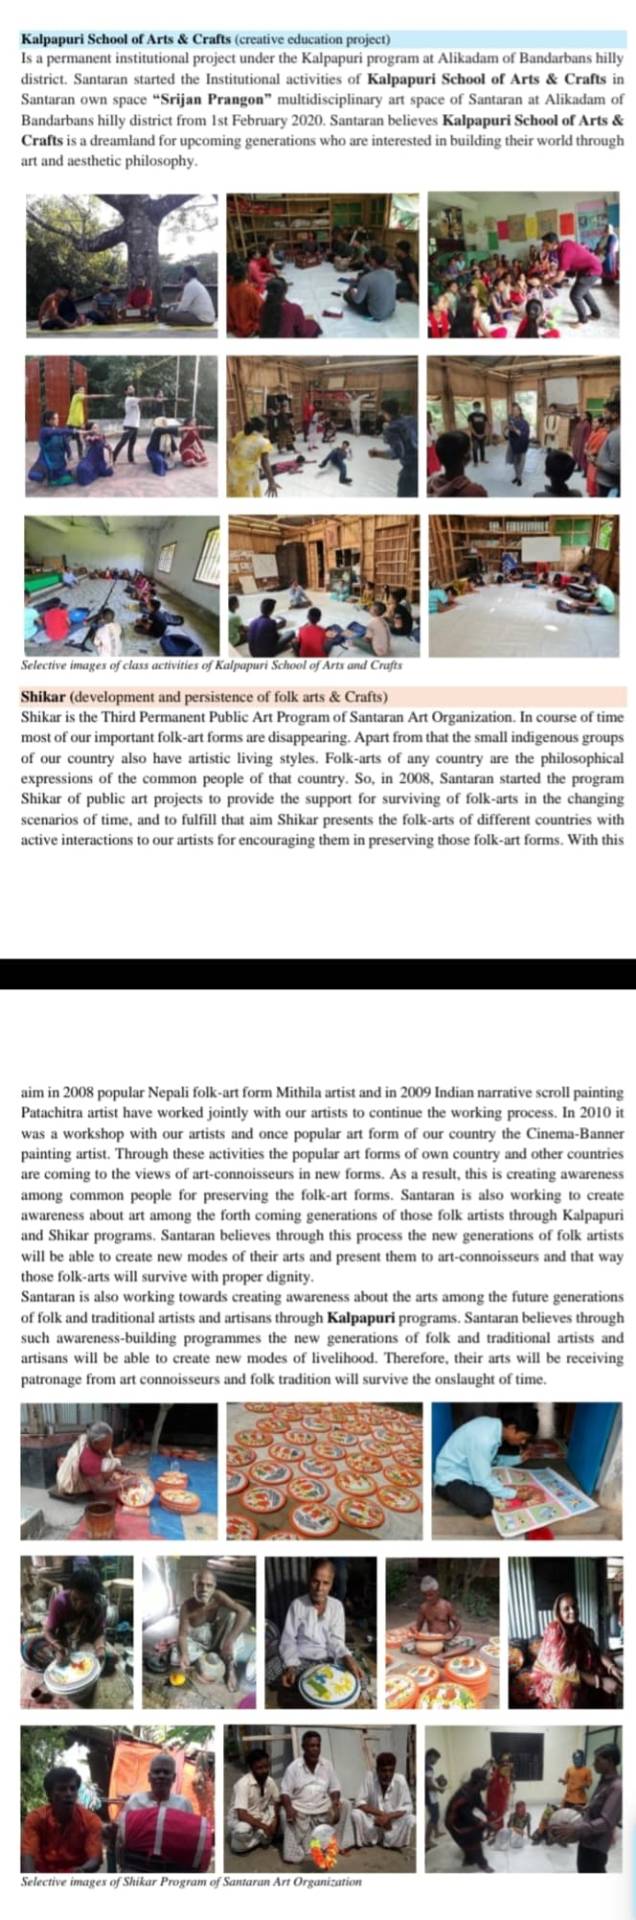 Kalpapuri School of Arts & Crafts (creative education project)
Is a permanent institutional project under the Kalpapuri program at Alikadam of Bandarbans hilly
district. Santaran started the Institutional activities of Kalpapuri School of Arts & Crafts in
Santaran own space “Srijan Prangon” multidisciplinary art space of Santaran at Alikadam of
Bandarbans hilly district from 1st February 2020. Santaran believes Kalpapuri School of Arts &
Crafts is a dreamland for upcoming generations who are interested in building their world through
art and aesthetic philosophy.
Selective images of class activities of Kalpapuri School of Arts and Crafts
Shikar (development and persistence of folk arts & Crafts)
Shikar is the Third Permanent Public Art Program of Santaran Art Organization. In course of time
most of our important folk-art forms are disappearing. Apart from that the small indigenous groups
of our country also have artistic living styles. Folk-arts of any country are the philosophical
expressions of the common people of that country. So, in 2008, Santaran started the program
Shikar of public art projects to provide the support for surviving of folk-arts in the changing
scenarios of time, and to fulfill that aim Shikar presents the folk-arts of different countries with
active interactions to our artists for encouraging them in preserving those folk-art forms. With this
aim in 2008 popular Nepali folk-art form Mithila artist and in 2009 Indian narrative scroll painting
Patachitra artist have worked jointly with our artists to continue the working process. In 2010 it
was a workshop with our artists and once popular art form of our country the Cinema-Banner
painting artist. Through these activities the popular art forms of own country and other countries
are coming to the views of art-connoisseurs in new forms. As a result, this is creating awareness
among common people for preserving the folk-art forms. Santaran is also working to create
awareness about art among the forth coming generations of those folk artists through Kalpapuri
and Shikar programs. Santaran believes through this process the new generations of folk artists
will be able to create new modes of their arts and present them to art-connoisseurs and that way
those folk-arts will survive with proper dignity.
Santaran is also working towards creating awareness about the arts among the future generations
of folk and traditional artists and artisans through Kalpapuri programs. Santaran believes through
such awareness-building programmes the new generations of folk and traditional artists and
artisans will be able to create new modes of livelihood. Therefore, their arts will be receiving
patronage from art connoisseurs and folk tradition will survive the onslaught of time.
Selective images of Shikar Program of Santaran Art Organization